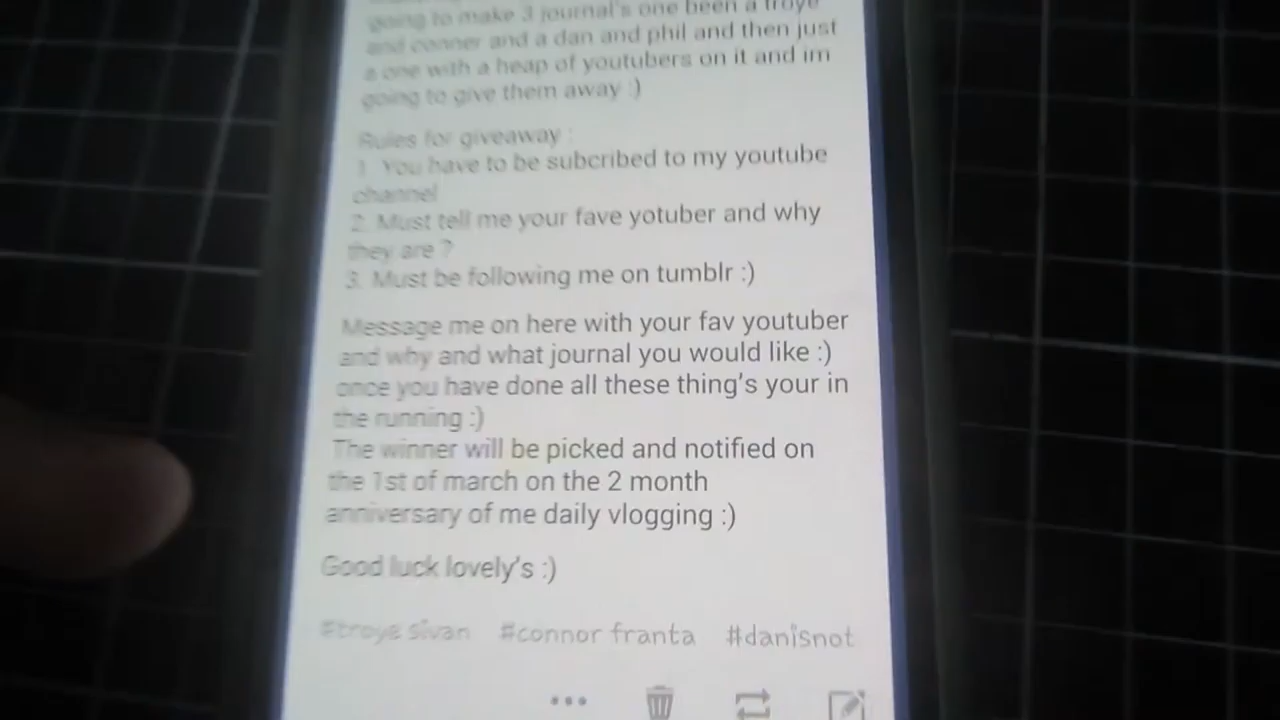 going to make 3 journal's one been a troye
and conner and a dan and phil and then just
a one with a heap of youtubers on it and im
going to give them away :)
Rules for giveaway :
1. You have to be subcribed to my youtube
channel
2. Must tell me your fave yotuber and why
they are ?
3. Must be following me on tumblr :)
Message me on here with your fav youtuber
and why and what journal you would like :)
once you have done all these thing's your in
the running :)
The winner will be picked and notified on
the 1st of march on the 2 month
anniversary of me daily vlogging :)
Good luck lovely's :)
#troye sivan #connor franta #danisnot